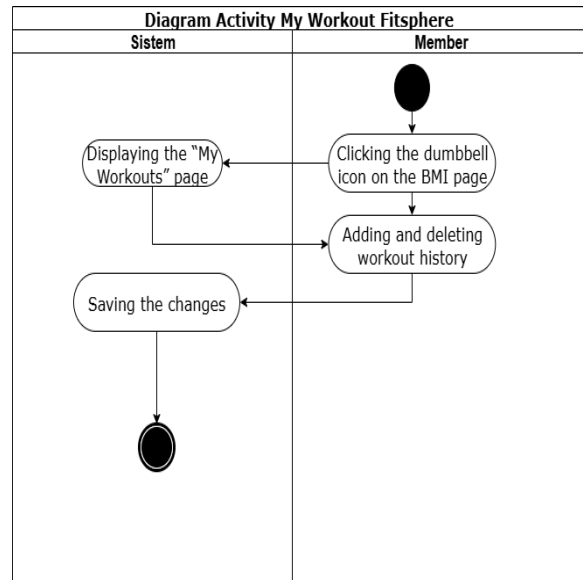 Diagram Activity My Workout Fitsphere
Sistem
Member
Clicking the dumbbell
icon on the BMI page
Displaying the “My
Workouts” page
Adding and deleting
workout history
Saving the changes